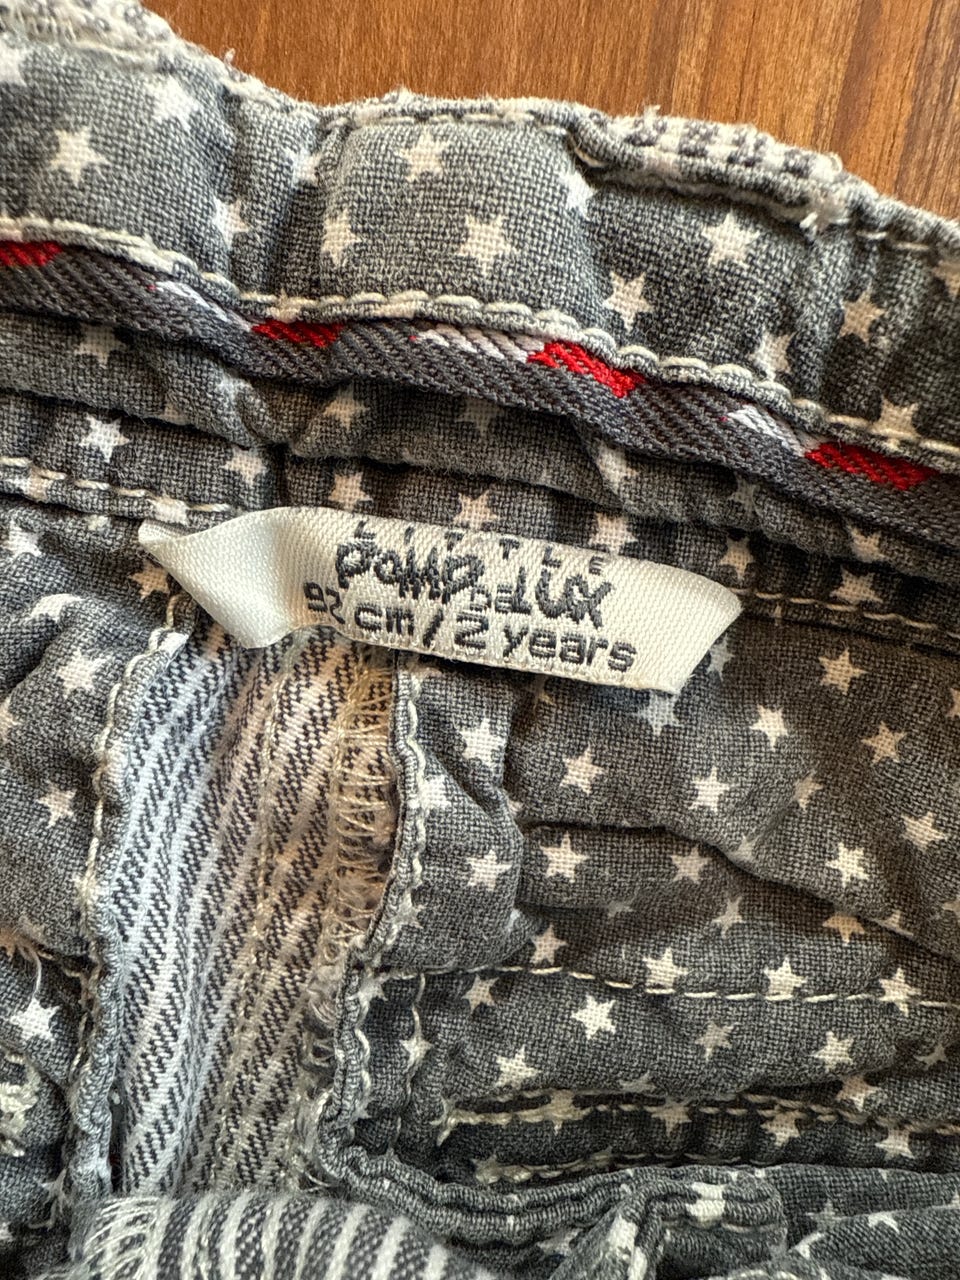 LITTLE
pomp de lux
92 cm / 2 years